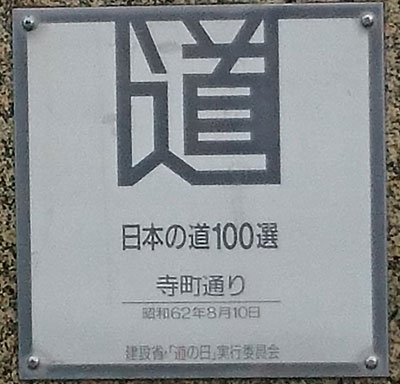 道
日本の道100選
寺町通り
昭和62年8月10日
建設省・「道の日」実行委員会